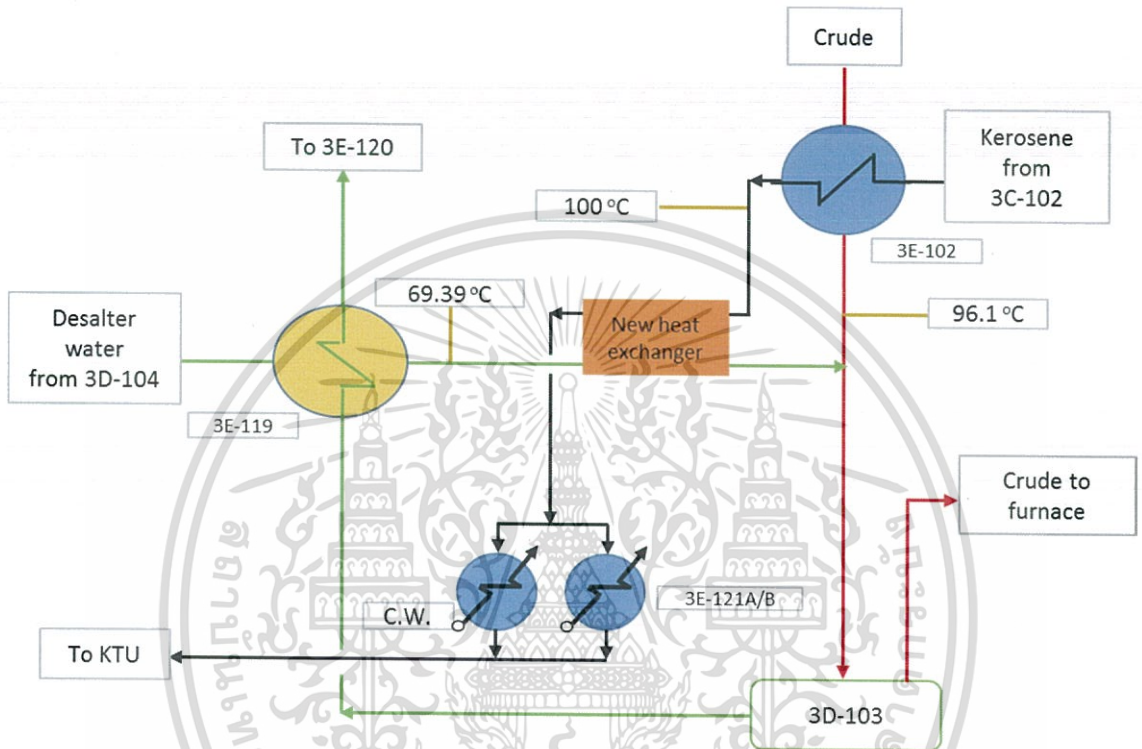 Crude
To 3E-120
Kerosene
from
3C-102
100 °C
3E-102
69.39 °C
96.1 °C
Desalter
water
from 3D-104
New heat
exchanger
3E-119
Crude to
furnace
3E-121A/B
C.W.
To KTU
3D-103